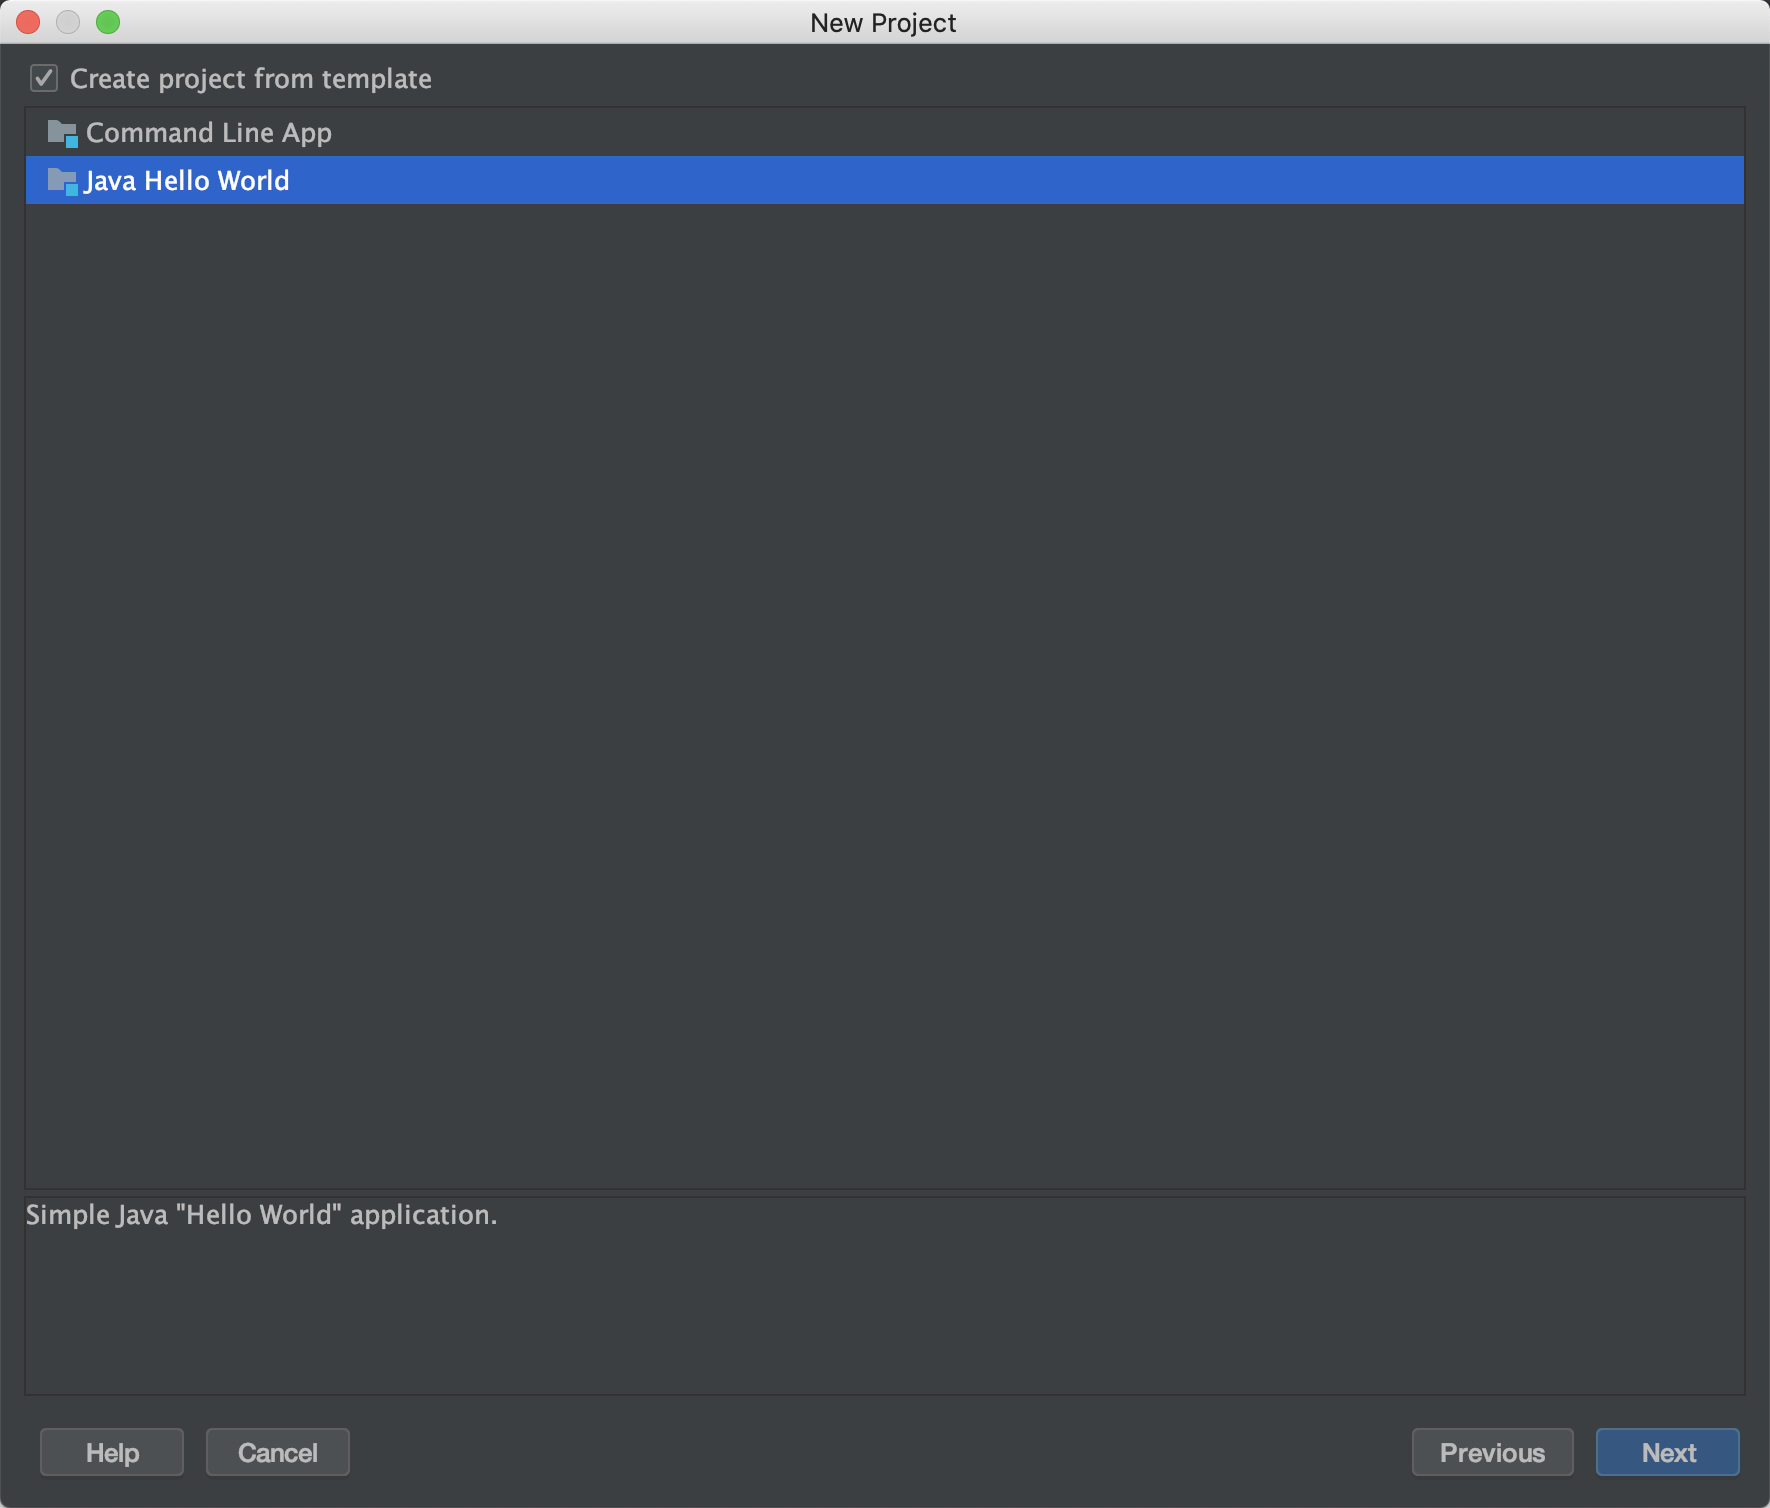 New Project
Create project from template
Command Line App
Java Hello World
Simple Java "Hello World" application.
Help Cancel Previous Next